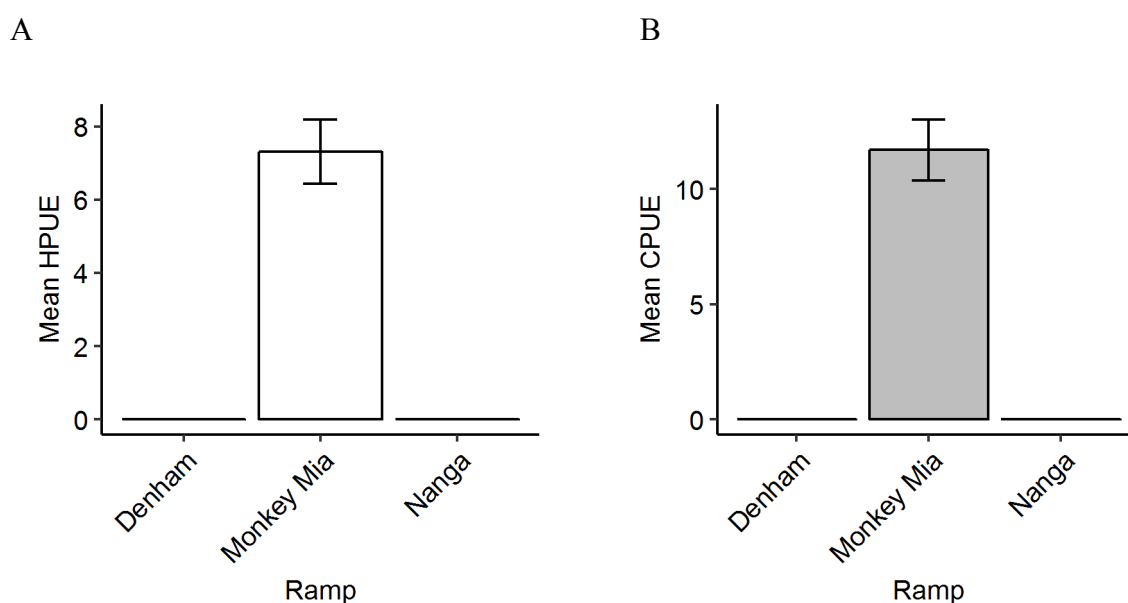 A
Mean HPUE
8
6
4
2
0
Denham
Monkey Mia
Nanga
Ramp
B
Mean CPUE
10
5
0
Denham
Monkey Mia
Nanga
Ramp